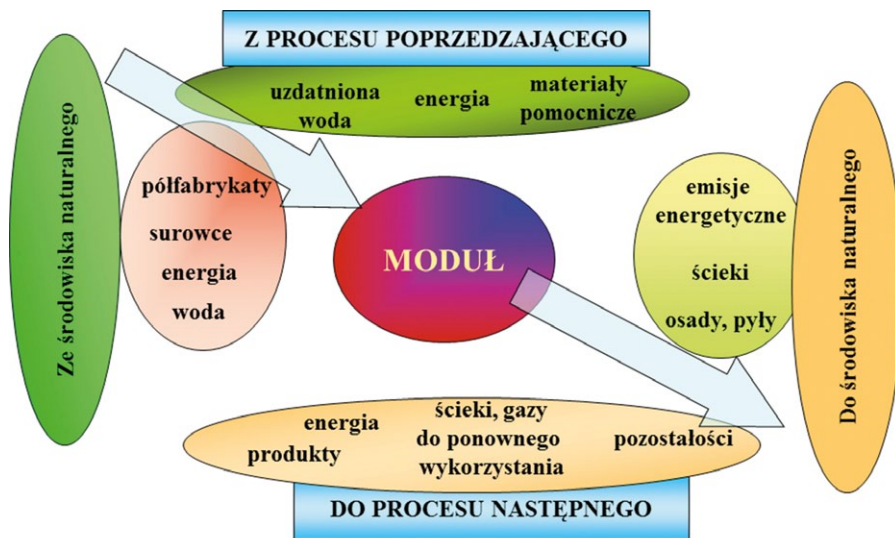 Z PROCESU POPRZEDZAJĄCEGO
uzdatniona
woda
energia
materiały
pomocnicze
Ze środowiska naturalnego
półfabrykaty
surowce
energia
woda
MODUŁ
emisje
energetyczne
ścieki
osady, pyły
Do środowiska naturalnego
energia
produkty
ścieki, gazy
do ponownego
wykorzystania
pozostałości
DO PROCESU NASTĘPNEGO